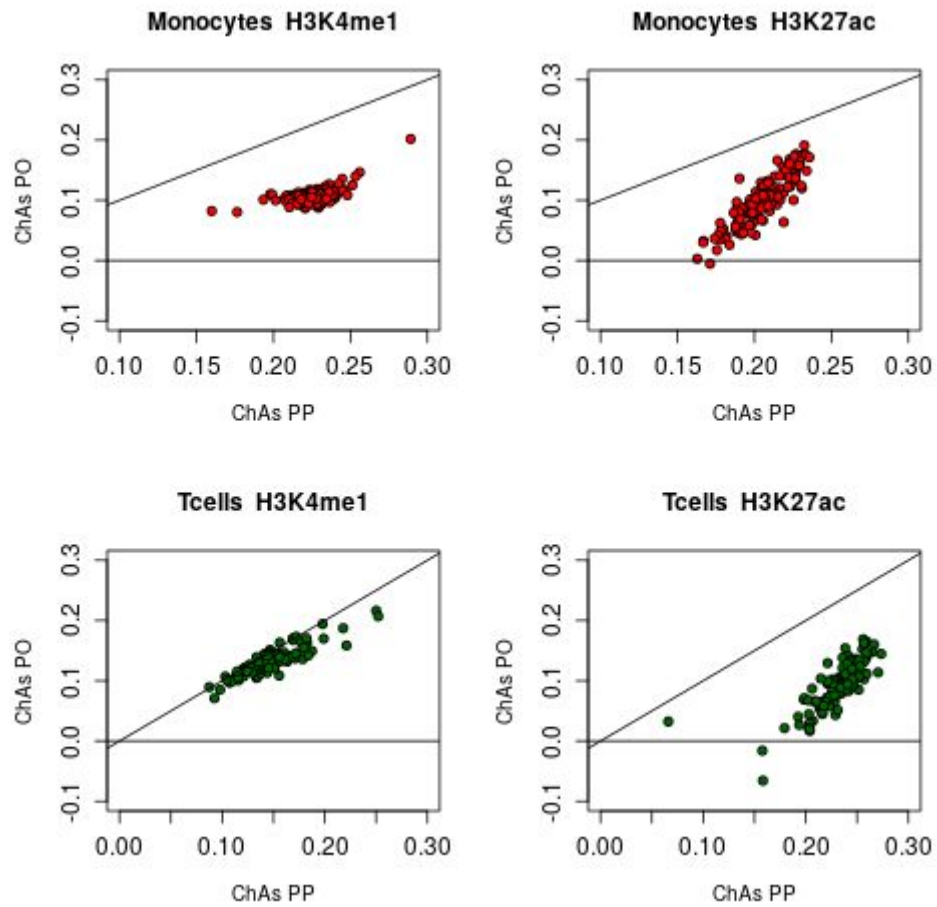 Monocytes H3K4me1
Monocytes H3K27ac
ChAs PO
0.3
0.2
0.1
0.0
-0.1
0.10 0.15 0.20 0.25 0.30
ChAs PP
ChAs PO
0.3
0.2
0.1
0.0
-0.1
0.10 0.15 0.20 0.25 0.30
ChAs PP
Tcells H3K4me1
Tcells H3K27ac
ChAs PO
0.3
0.2
0.1
0.0
-0.1
0.00 0.10 0.20 0.30
ChAs PP
ChAs PO
0.3
0.2
0.1
0.0
-0.1
0.00 0.10 0.20 0.30
ChAs PP